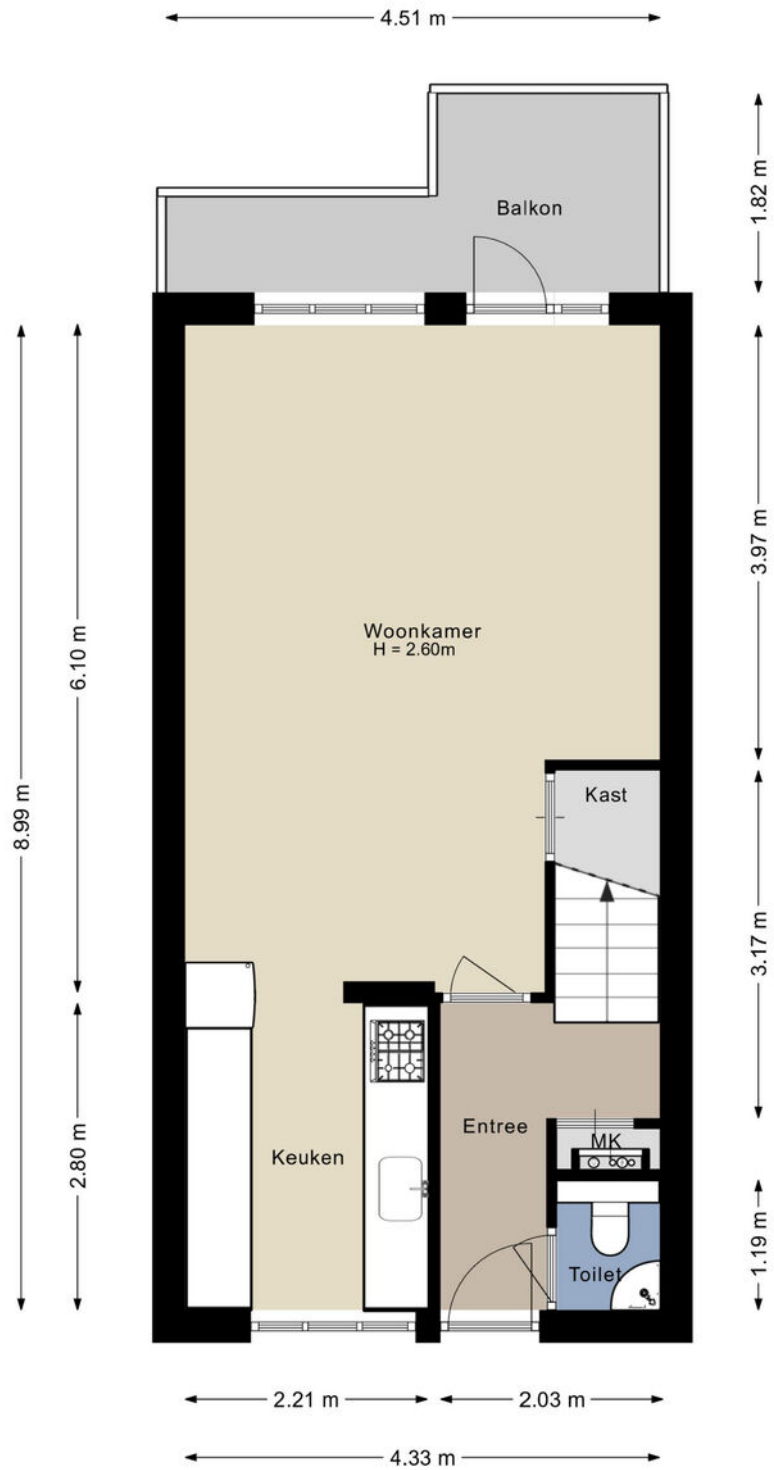 4.51 m
1.82 m
Balkon
3.97 m
Woonkamer
H = 2.60m
6.10 m
8.99 m
Kast
3.17 m
2.80 m
Keuken
Entree
MK
1.19 m
Toilet
2.21 m
2.03 m
4.33 m